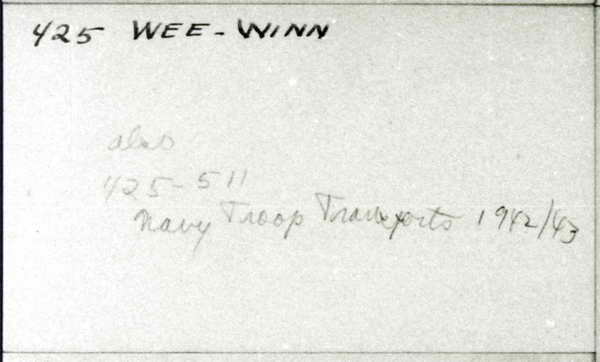 425 WEE-WINN
also
425-511
Navy Troop Transports 1942/43